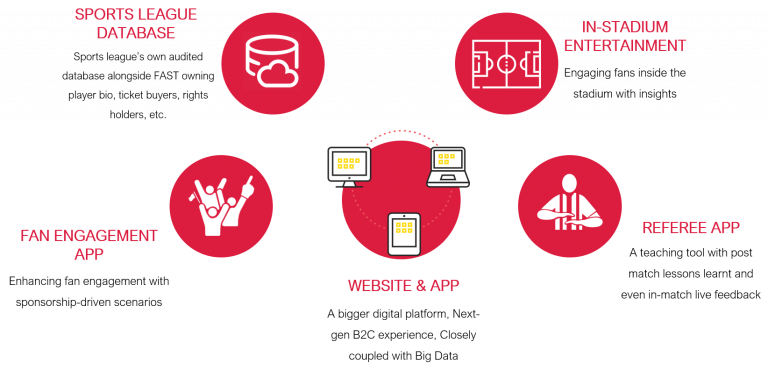 SPORTS LEAGUE
DATABASE
Sports league's own audited
database alongside FAST owning
player bio, ticket buyers, rights
holders, etc.
IN-STADIUM
ENTERTAINMENT
Engaging fans inside the
stadium with insights
FAN ENGAGEMENT
APP
Enhancing fan engagement with
sponsorship-driven scenarios
WEBSITE & APP
A bigger digital platform, Next-
gen B2C experience, Closely
coupled with Big Data
REFEREE APP
A teaching tool with post
match lessons learnt and
even in-match live feedback